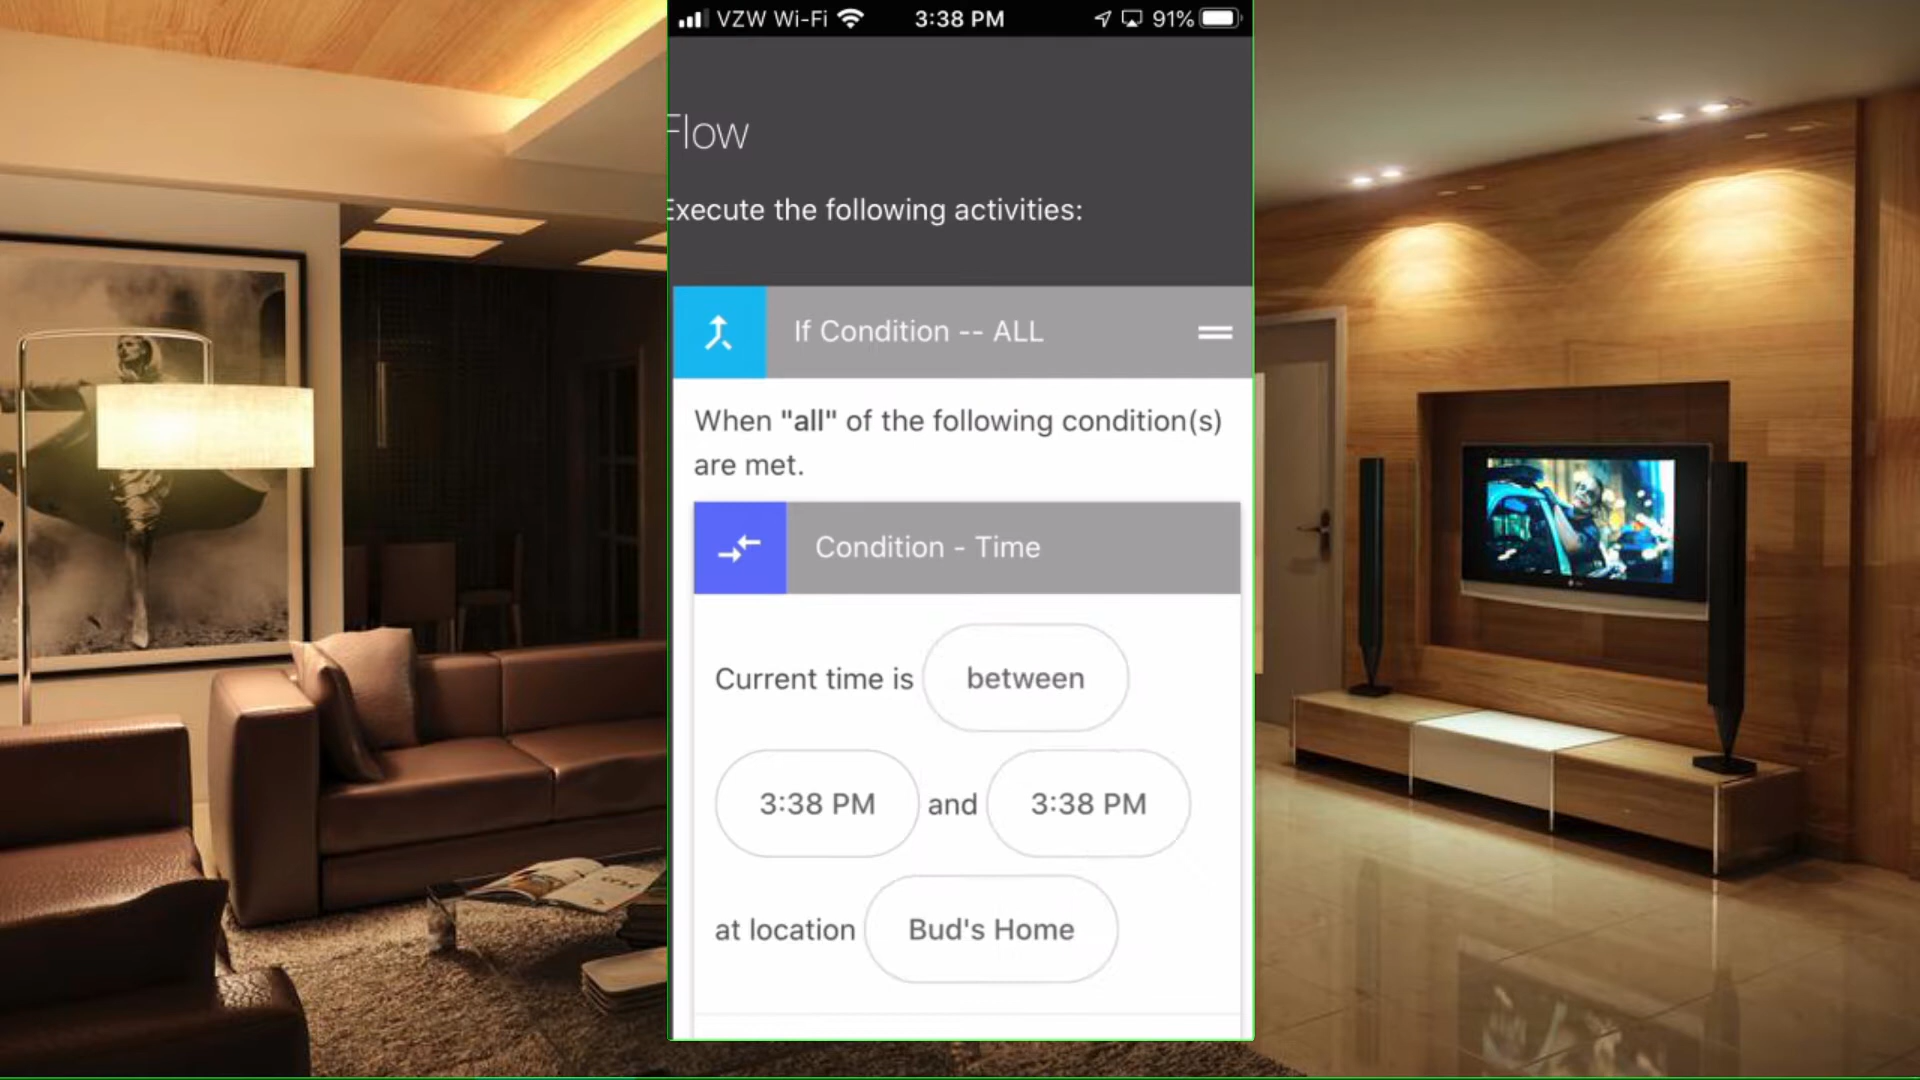 VZW Wi-Fi 3:38 PM 91%
Flow
Execute the following activities:
If Condition -- ALL
When "all" of the following condition(s)
are met.
Condition - Time
Current time is between
3:38 PM and 3:38 PM
at location Bud's Home